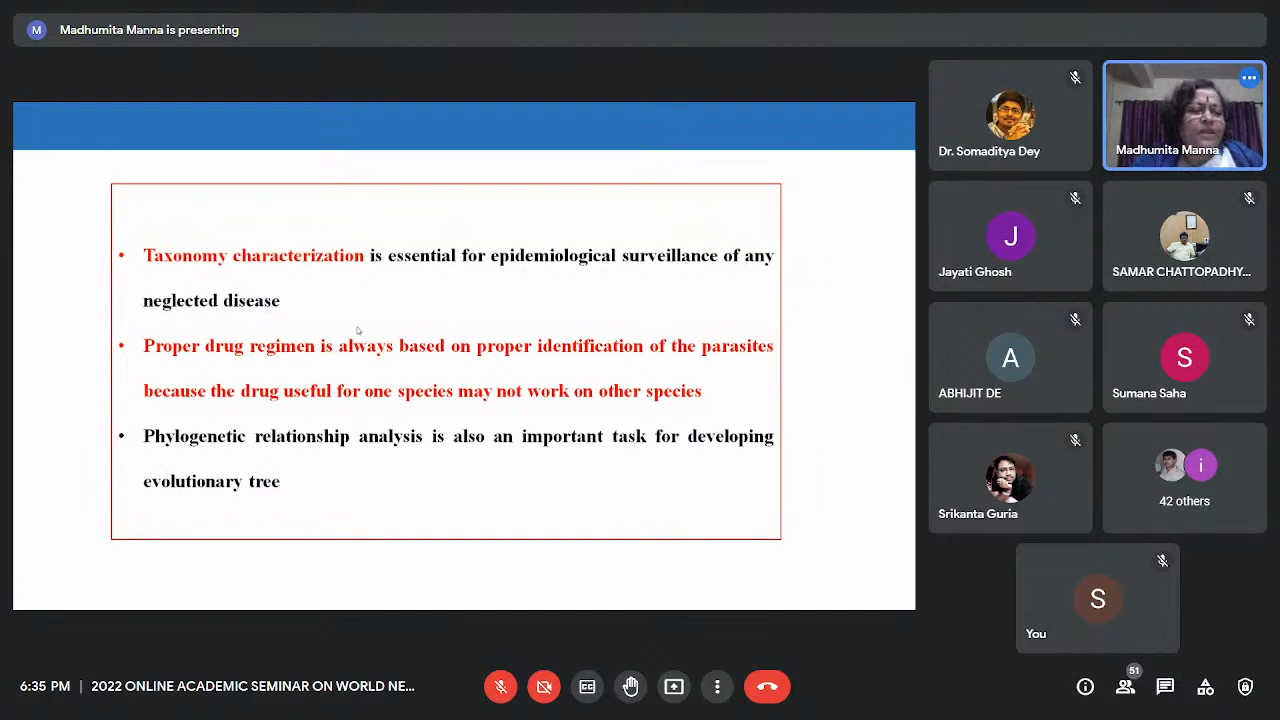 M Madhumita Manna is presenting
• Taxonomy characterization is essential for epidemiological surveillance of any
neglected disease
• Proper drug regimen is always based on proper identification of the parasites
because the drug useful for one species may not work on other species
• Phylogenetic relationship analysis is also an important task for developing
evolutionary tree
Dr. Somaditya Dey
Madhumita Manna
J
Jayati Ghosh
SAMAR CHATTOPADHY...
A
ABHIJIT DE
S
Sumana Saha
Srikanta Guria
i
42 others
S
You
6:35 PM | 2022 ONLINE ACADEMIC SEMINAR ON WORLD NE...
51